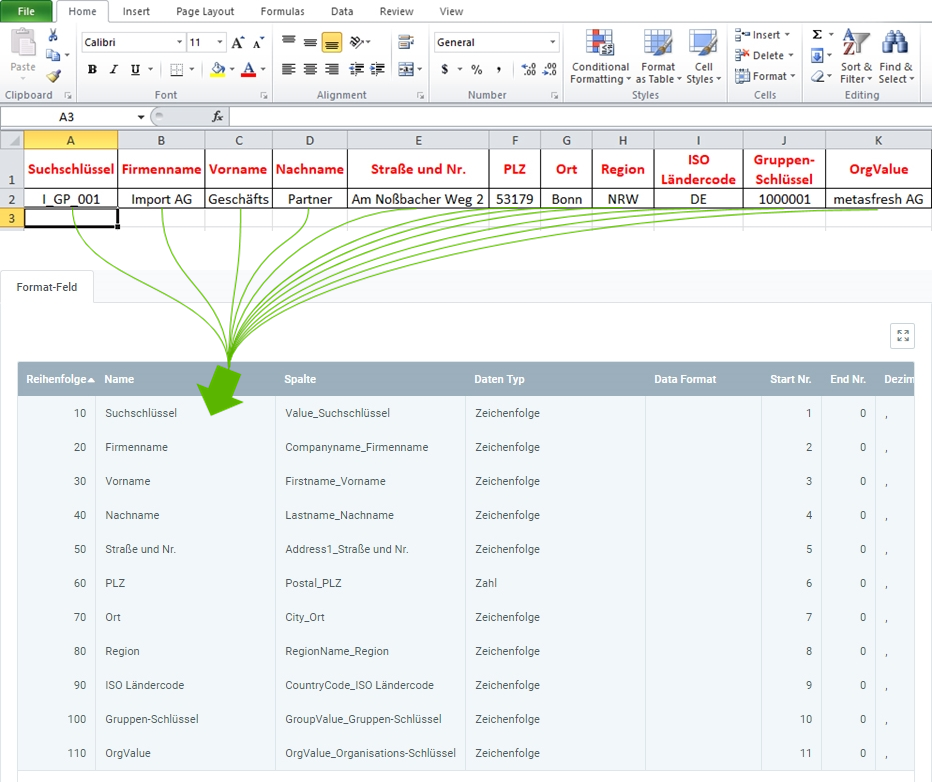 File Home Insert Page Layout Formulas Data Review View
Paste Calibri 11 A A General Conditional Formatting Format as Table Cell Styles Insert Delete Format Σ Sort & Filter Find & Select
B I U A $ % ,
Clipboard Font Alignment Number Styles Cells Editing
A3 fx
A B C D E F G H I J K
1 Suchschlüssel Firmenname Vorname Nachname Straße und Nr. PLZ Ort Region ISO Ländercode Gruppen-Schlüssel OrgValue
2 I_GP_001 Import AG Geschäfts Partner Am Noßbacher Weg 2 53179 Bonn NRW DE 1000001 metasfresh AG
3
Format-Feld
Reihenfolge Name Spalte Daten Typ Data Format Start Nr. End Nr. Dezim
10 Suchschlüssel Value_Suchschlüssel Zeichenfolge 1 0 ,
20 Firmenname Companyname_Firmenname Zeichenfolge 2 0 ,
30 Vorname Firstname_Vorname Zeichenfolge 3 0 ,
40 Nachname Lastname_Nachname Zeichenfolge 4 0 ,
50 Straße und Nr. Address1_Straße und Nr. Zeichenfolge 5 0 ,
60 PLZ Postal_PLZ Zahl 6 0 ,
70 Ort City_Ort Zeichenfolge 7 0 ,
80 Region RegionName_Region Zeichenfolge 8 0 ,
90 ISO Ländercode CountryCode_ISO Ländercode Zeichenfolge 9 0 ,
100 Gruppen-Schlüssel GroupValue_Gruppen-Schlüssel Zeichenfolge 10 0 ,
110 OrgValue OrgValue_Organisations-Schlüssel Zeichenfolge 11 0 ,